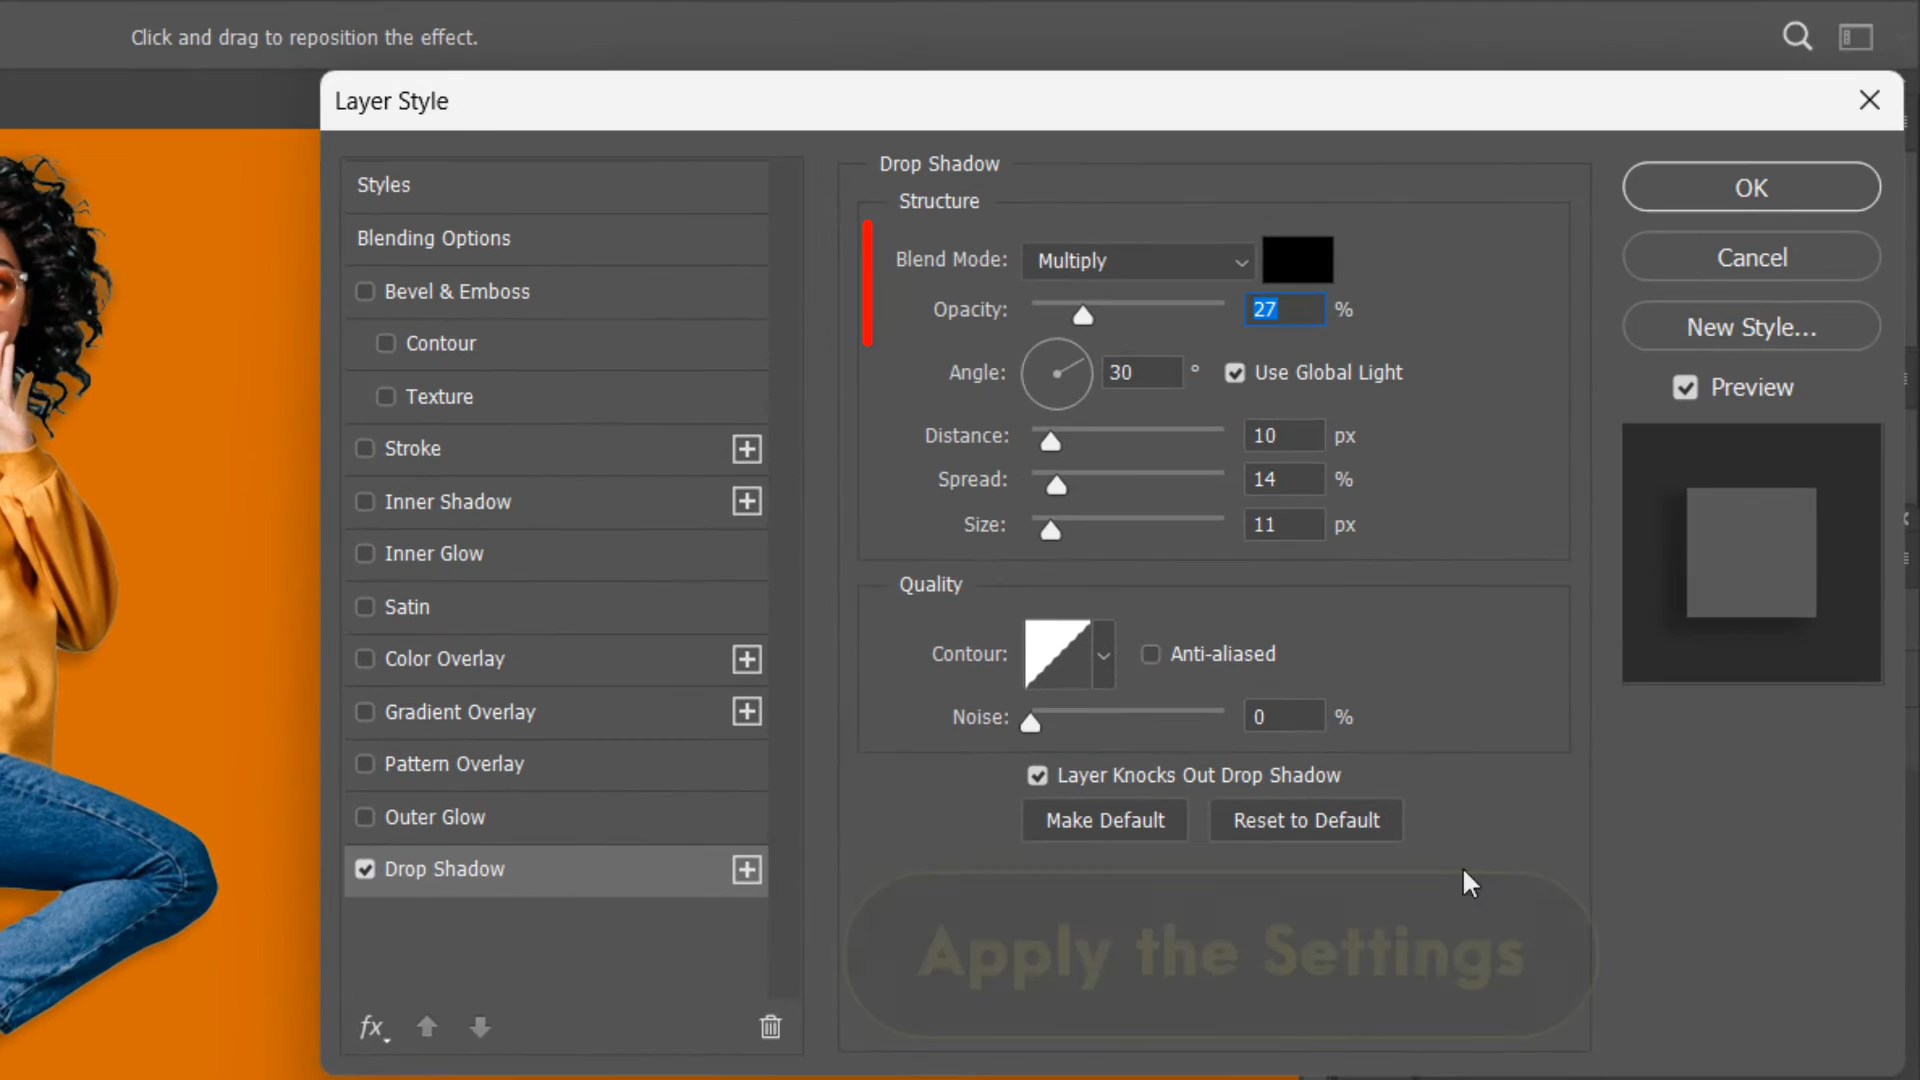 Click and drag to reposition the effect.
Layer Style
Styles
Blending Options
Bevel & Emboss
Contour
Texture
Stroke
Inner Shadow
Inner Glow
Satin
Color Overlay
Gradient Overlay
Pattern Overlay
Outer Glow
Drop Shadow
fx
Drop Shadow
Structure
Blend Mode: Multiply
Opacity: 27 %
Angle: 30 ° Use Global Light
Distance: 10 px
Spread: 14 %
Size: 11 px
Quality
Contour: Anti-aliased
Noise: 0 %
Layer Knocks Out Drop Shadow
Make Default Reset to Default
Apply the Settings
OK
Cancel
New Style...
Preview